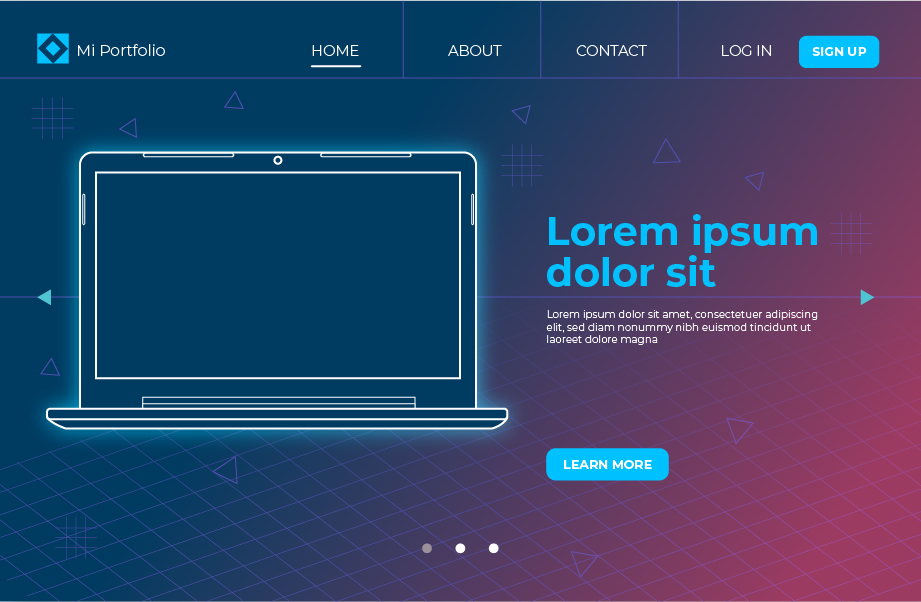 Mi Portfolio
HOME
ABOUT
CONTACT
LOG IN
SIGN UP
Lorem ipsum
dolor sit
Lorem ipsum dolor sit amet, consectetuer adipiscing
elit, sed diam nonummy nibh euismod tincidunt ut
laoreet dolore magna
LEARN MORE